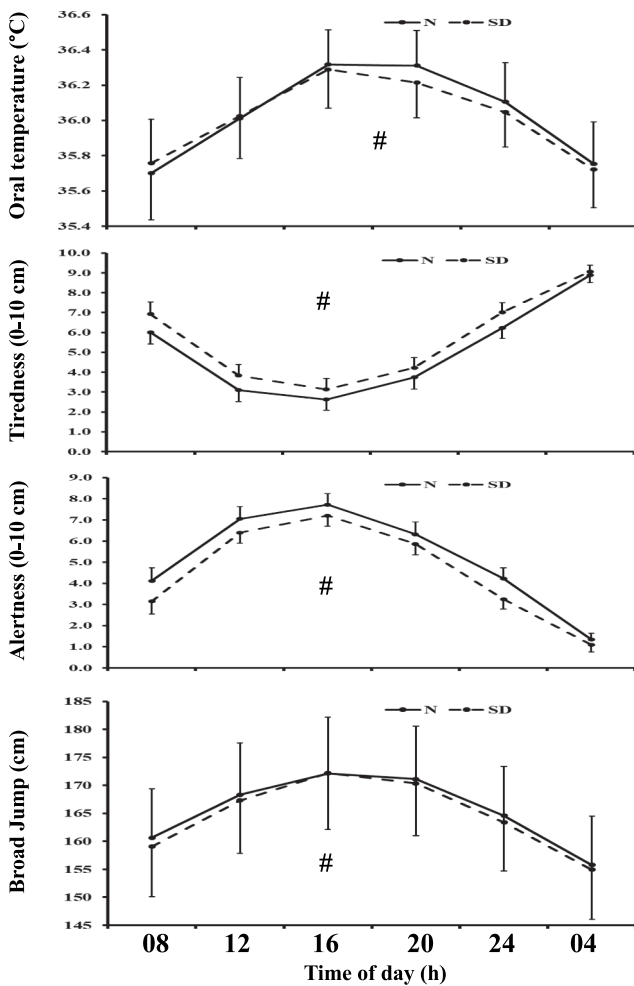 Oral temperature (°C)
36.6
36.4
36.2
36.0
35.8
35.6
35.4
N
SD
#
Tiredness (0-10 cm)
10.0
9.0
8.0
7.0
6.0
5.0
4.0
3.0
2.0
1.0
0.0
N
SD
#
Alertness (0-10 cm)
9.0
8.0
7.0
6.0
5.0
4.0
3.0
2.0
1.0
0.0
N
SD
#
Broad Jump (cm)
185
180
175
170
165
160
155
150
145
N
SD
#
08 12 16 20 24 04
Time of day (h)